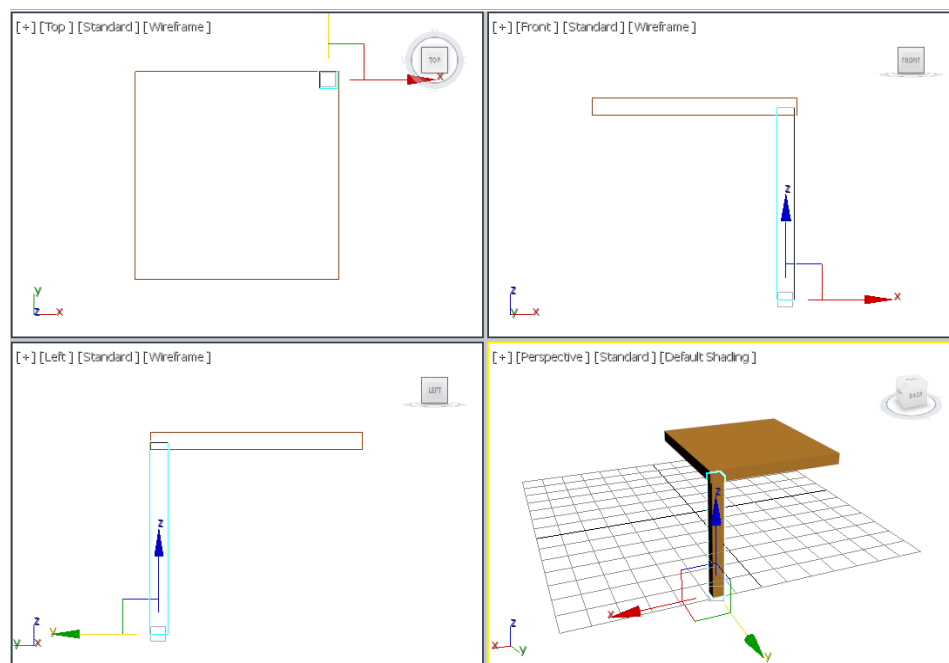 [+] [Top] [Standard] [Wireframe]
TOP
x
y
z x
[+] [Front] [Standard] [Wireframe]
FRONT
z
x
z
y x
[+] [Left] [Standard] [Wireframe]
LEFT
z
y
z
y x
[+] [Perspective] [Standard] [Default Shading]
BACK
z
x
y
z
x y